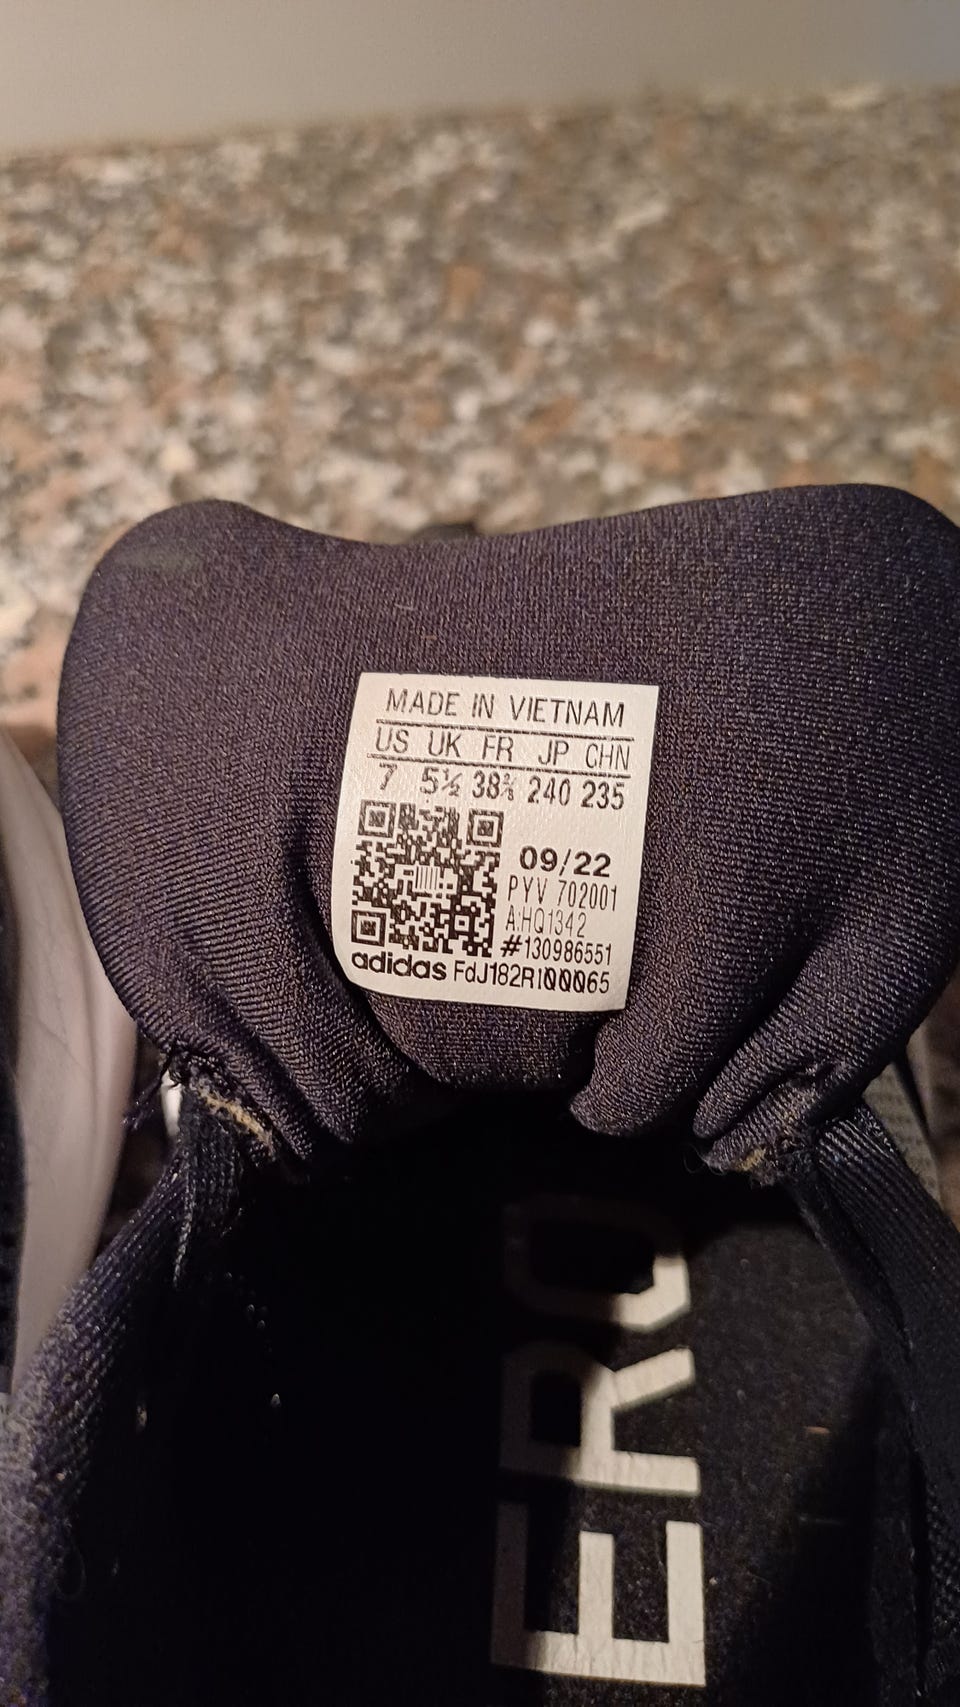 MADE IN VIETNAM
US UK FR JP CHN
7 5½ 38⅔ 240 235
09/22
PYV 702001
A:HQ1342
#130986551
adidas FdJ182R1000065
ERO